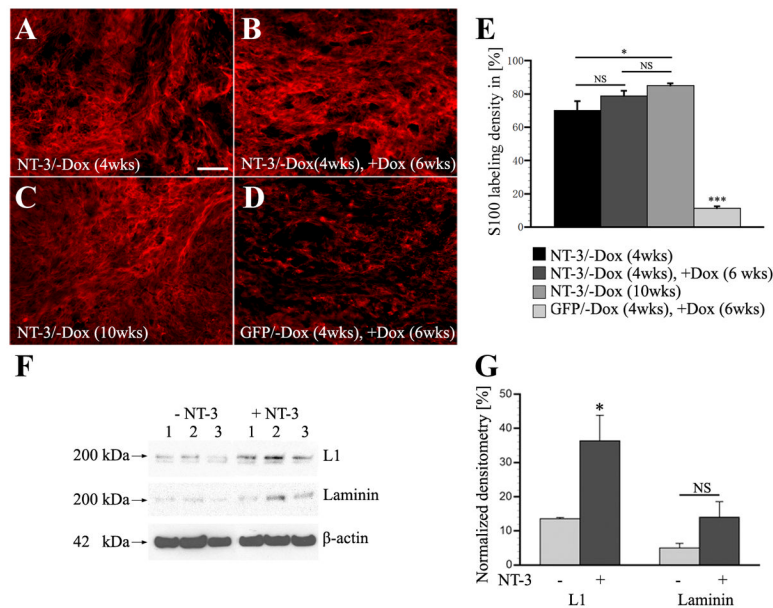 A
NT-3/-Dox (4wks)
B
NT-3/-Dox(4wks), +Dox (6wks)
C
NT-3/-Dox (10wks)
D
GFP/-Dox (4wks), +Dox (6wks)
E
S100 labeling density in [%]
100
80
60
40
20
0
*
NS
NS
***
NT-3/-Dox (4wks)
NT-3/-Dox (4wks), +Dox (6 wks)
NT-3/-Dox (10wks)
GFP/-Dox (4wks), +Dox (6wks)
F
- NT-3 + NT-3
1 2 3 1 2 3
200 kDa L1
200 kDa Laminin
42 kDa β-actin
G
Normalized densitometry [%]
50
40
30
20
10
0
*
NS
NT-3 - + - +
L1 Laminin